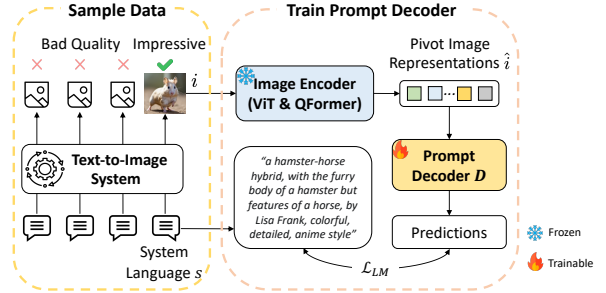 Sample Data
Train Prompt Decoder
Bad Quality
Impressive
i
Image Encoder
(ViT & QFormer)
Pivot Image
Representations î
Text-to-Image
System
"a hamster-horse
hybrid, with the furry
body of a hamster but
features of a horse, by
Lisa Frank, colorful,
detailed, anime style"
Prompt
Decoder D
Predictions
System
Language s
ℒLM
Frozen
Trainable